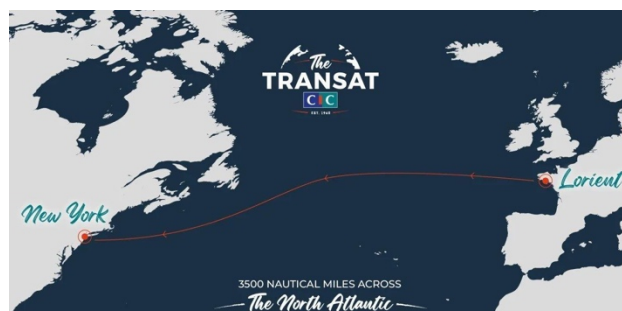 The
TRANSAT
CIC
EST. 1960
Lorient
New York
3500 NAUTICAL MILES ACROSS
The North Atlantic